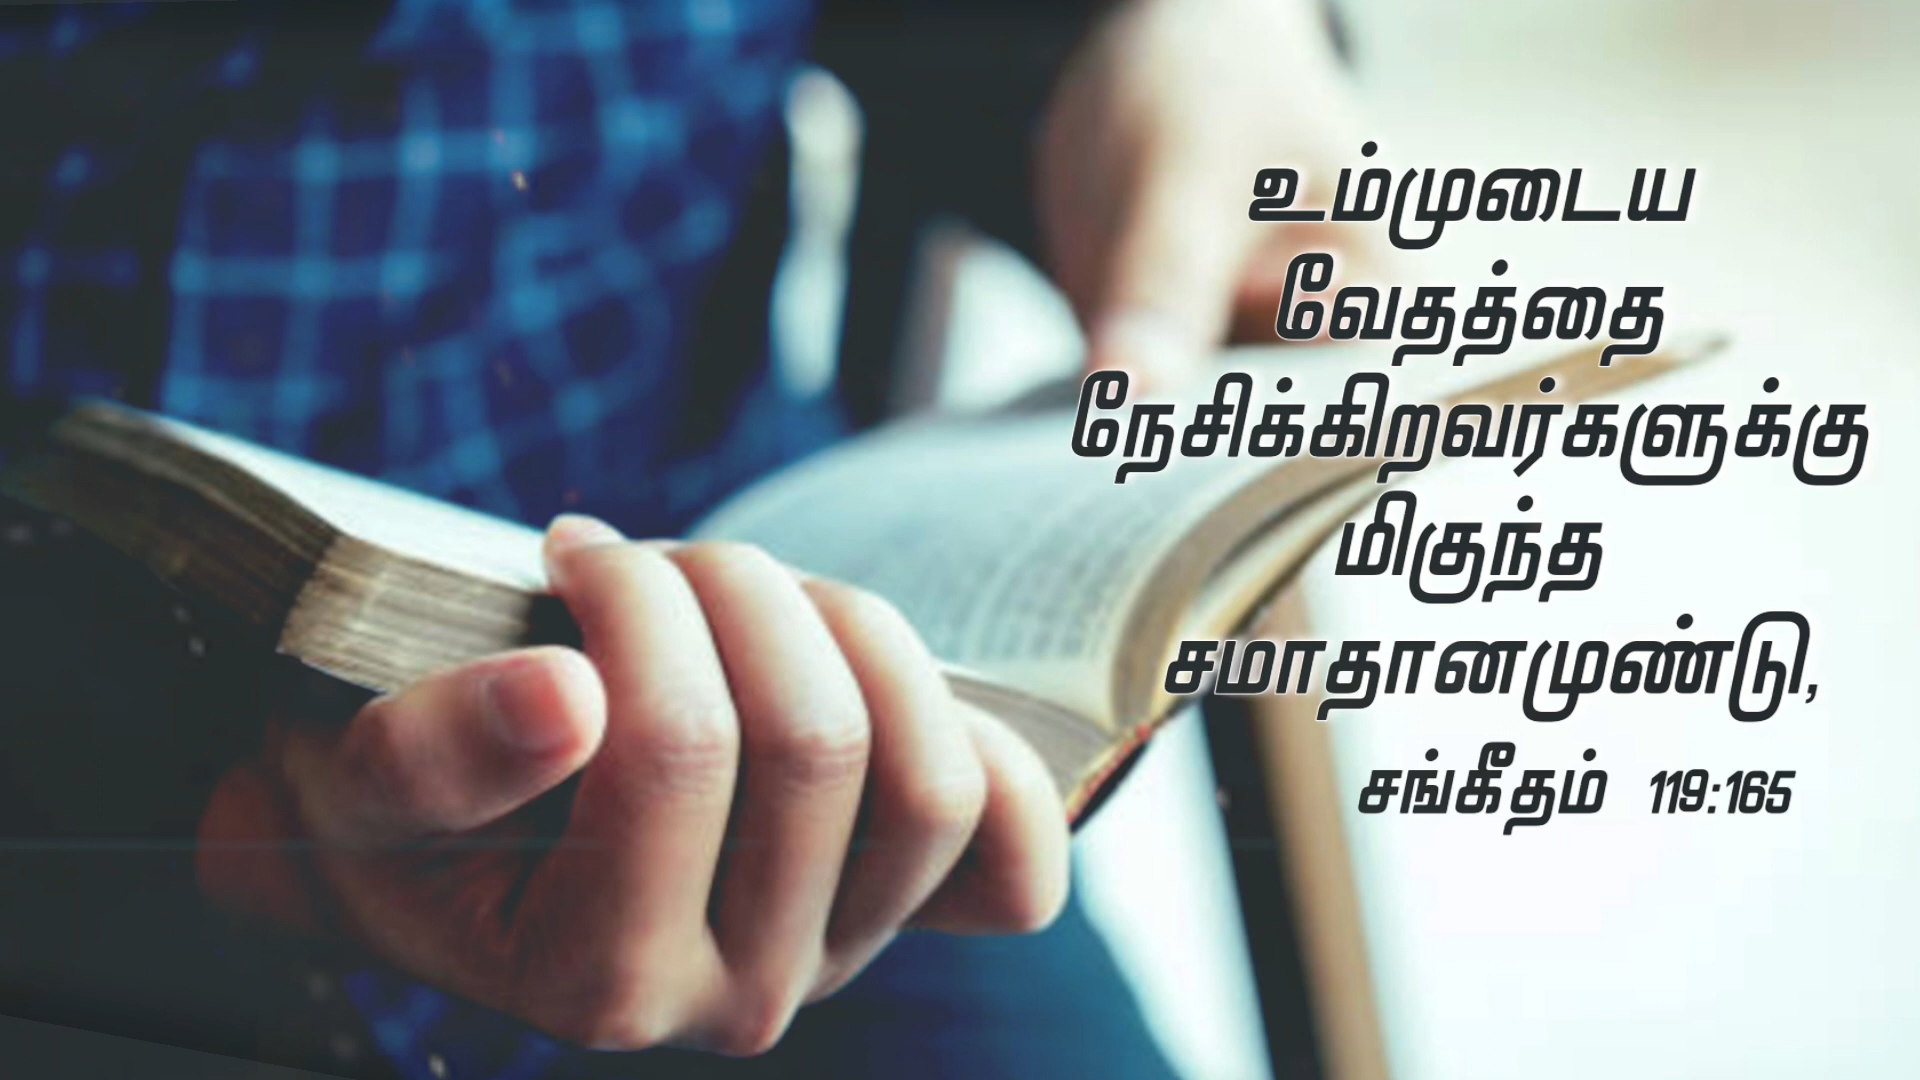 உம்முடைய
வேதத்தை
நேசிக்கிறவர்களுக்கு
மிகுந்த
சமாதானமுண்டு,
சங்கீதம் 119:165